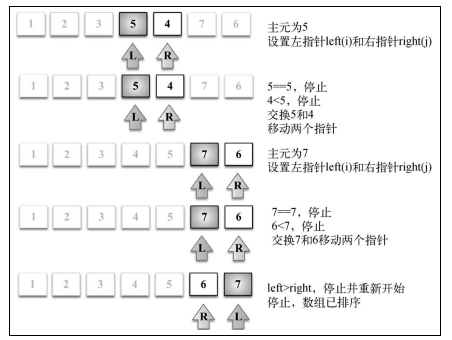 1 2 3 5 4 7 6
主元为5
设置左指针left(i)和右指针right(j)
L R
1 2 3 5 4 7 6
5==5，停止
4<5，停止
交换5和4
移动两个指针
L R
1 2 3 4 5 7 6
主元为7
设置左指针left(i)和右指针right(j)
L R
1 2 3 4 5 7 6
7==7，停止
6<7，停止
交换7和6移动两个指针
L R
1 2 3 4 5 6 7
left>right，停止并重新开始
停止，数组已排序
R L